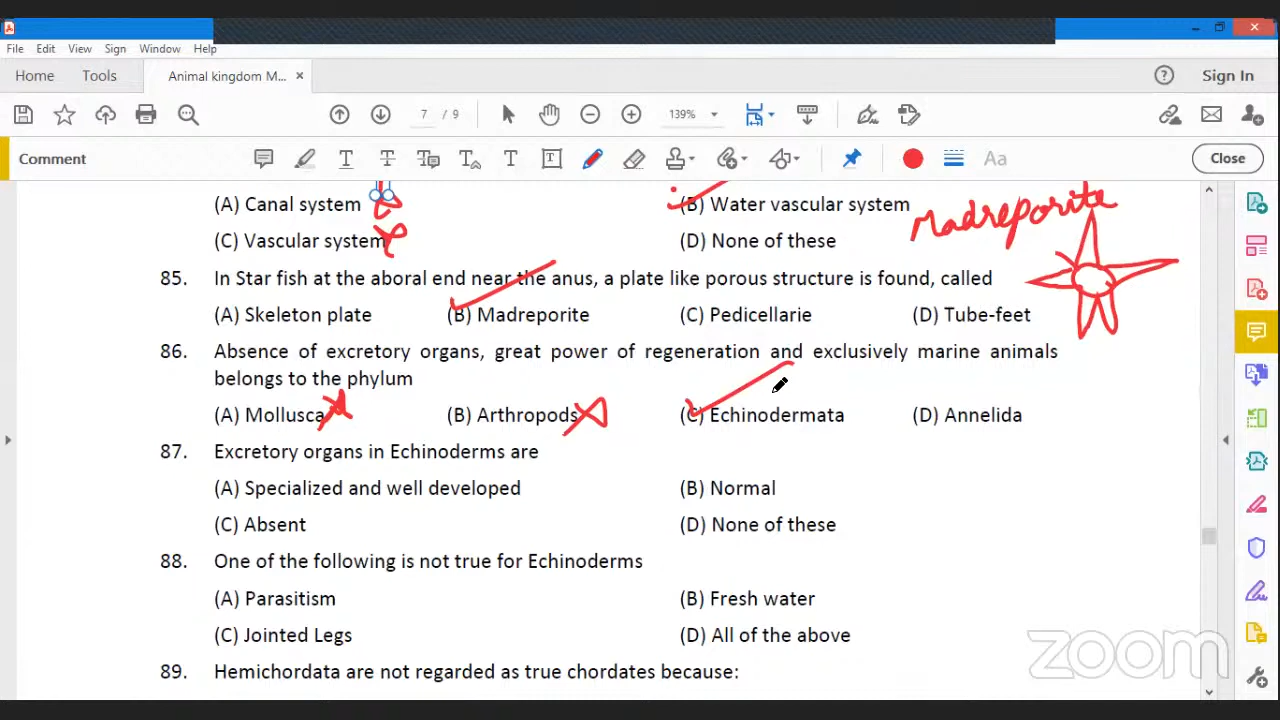 File Edit View Sign Window Help
Home Tools Animal kingdom M... × Sign In
7 / 9 139%
Comment Close
(A) Canal system (B) Water vascular system
Madreporite
(C) Vascular system (D) None of these
85. In Star fish at the aboral end near the anus, a plate like porous structure is found, called
(A) Skeleton plate (B) Madreporite (C) Pedicellarie (D) Tube-feet
86. Absence of excretory organs, great power of regeneration and exclusively marine animals
belongs to the phylum
(A) Mollusca (B) Arthropods (C) Echinodermata (D) Annelida
87. Excretory organs in Echinoderms are
(A) Specialized and well developed (B) Normal
(C) Absent (D) None of these
88. One of the following is not true for Echinoderms
(A) Parasitism (B) Fresh water
(C) Jointed Legs (D) All of the above
zoom
89. Hemichordata are not regarded as true chordates because: